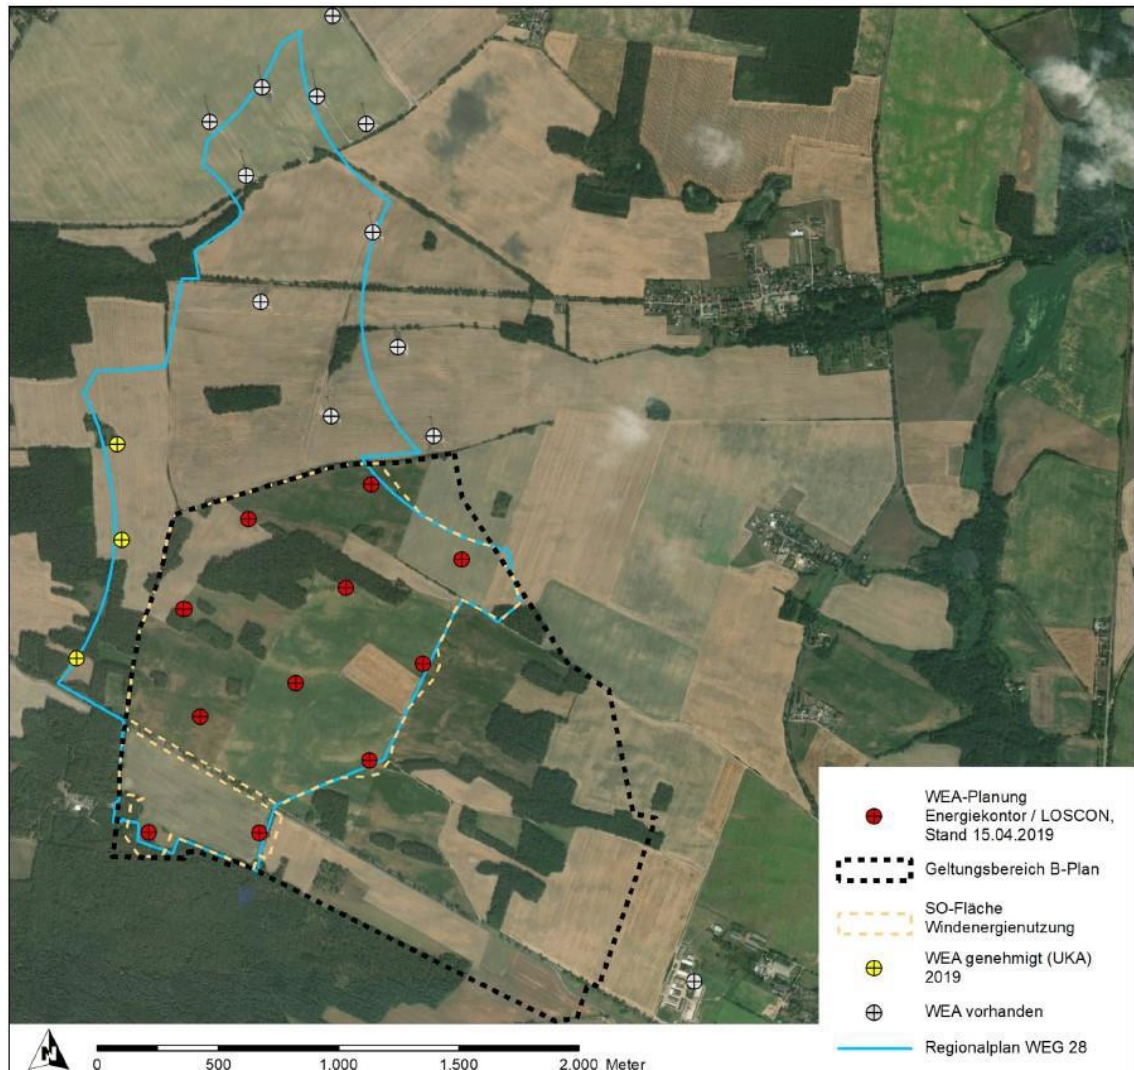 WEA-Planung
Energiekontor / LOSCON,
Stand 15.04.2019
Geltungsbereich B-Plan
SO-Fläche
Windenergienutzung
WEA genehmigt (UKA)
2019
WEA vorhanden
Regionalplan WEG 28
N
0 500 1.000 1.500 2.000 Meter